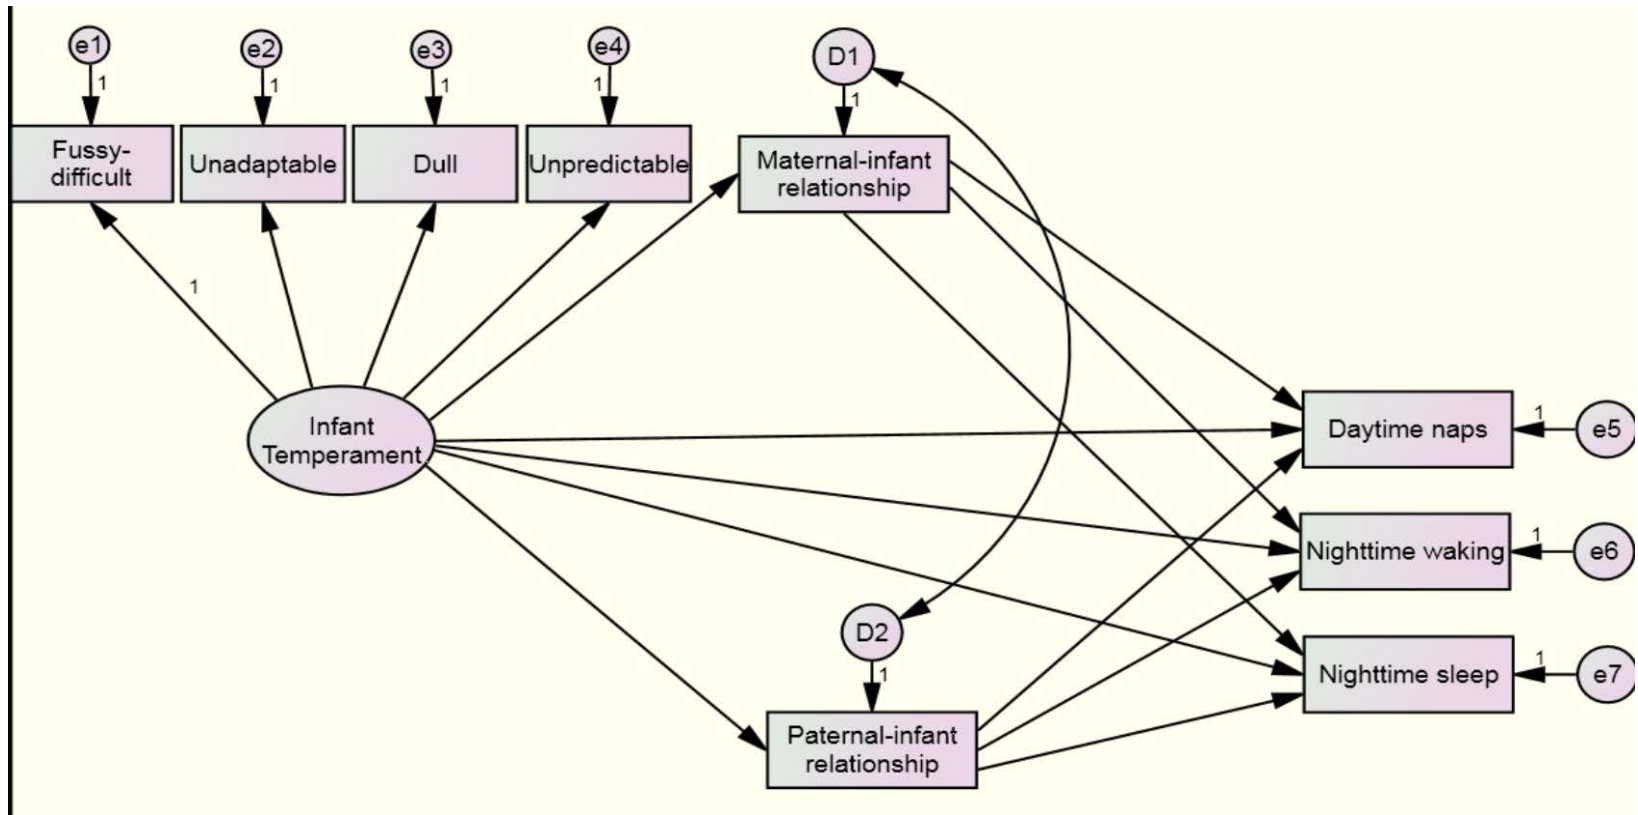 e1
e2
e3
e4
D1
1
1
1
1
1
Fussy-
difficult
Unadaptable
Dull
Unpredictable
Maternal-infant
relationship
1
Infant
Temperament
Daytime naps
1
e5
Nighttime waking
1
e6
D2
1
Nighttime sleep
1
e7
Paternal-infant
relationship